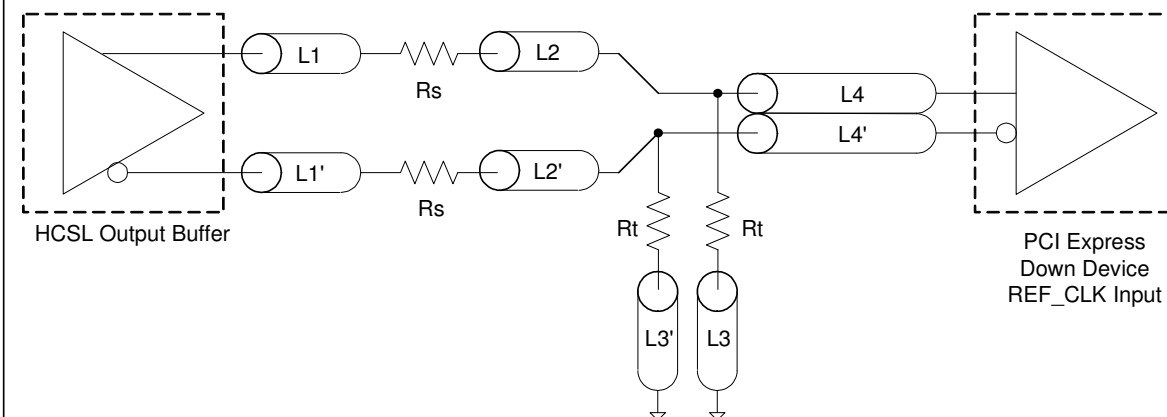 L1
Rs
L2
L4
L4'
L1'
Rs
L2'
HCSL Output Buffer
Rt
Rt
L3'
L3
PCI Express
Down Device
REF_CLK Input